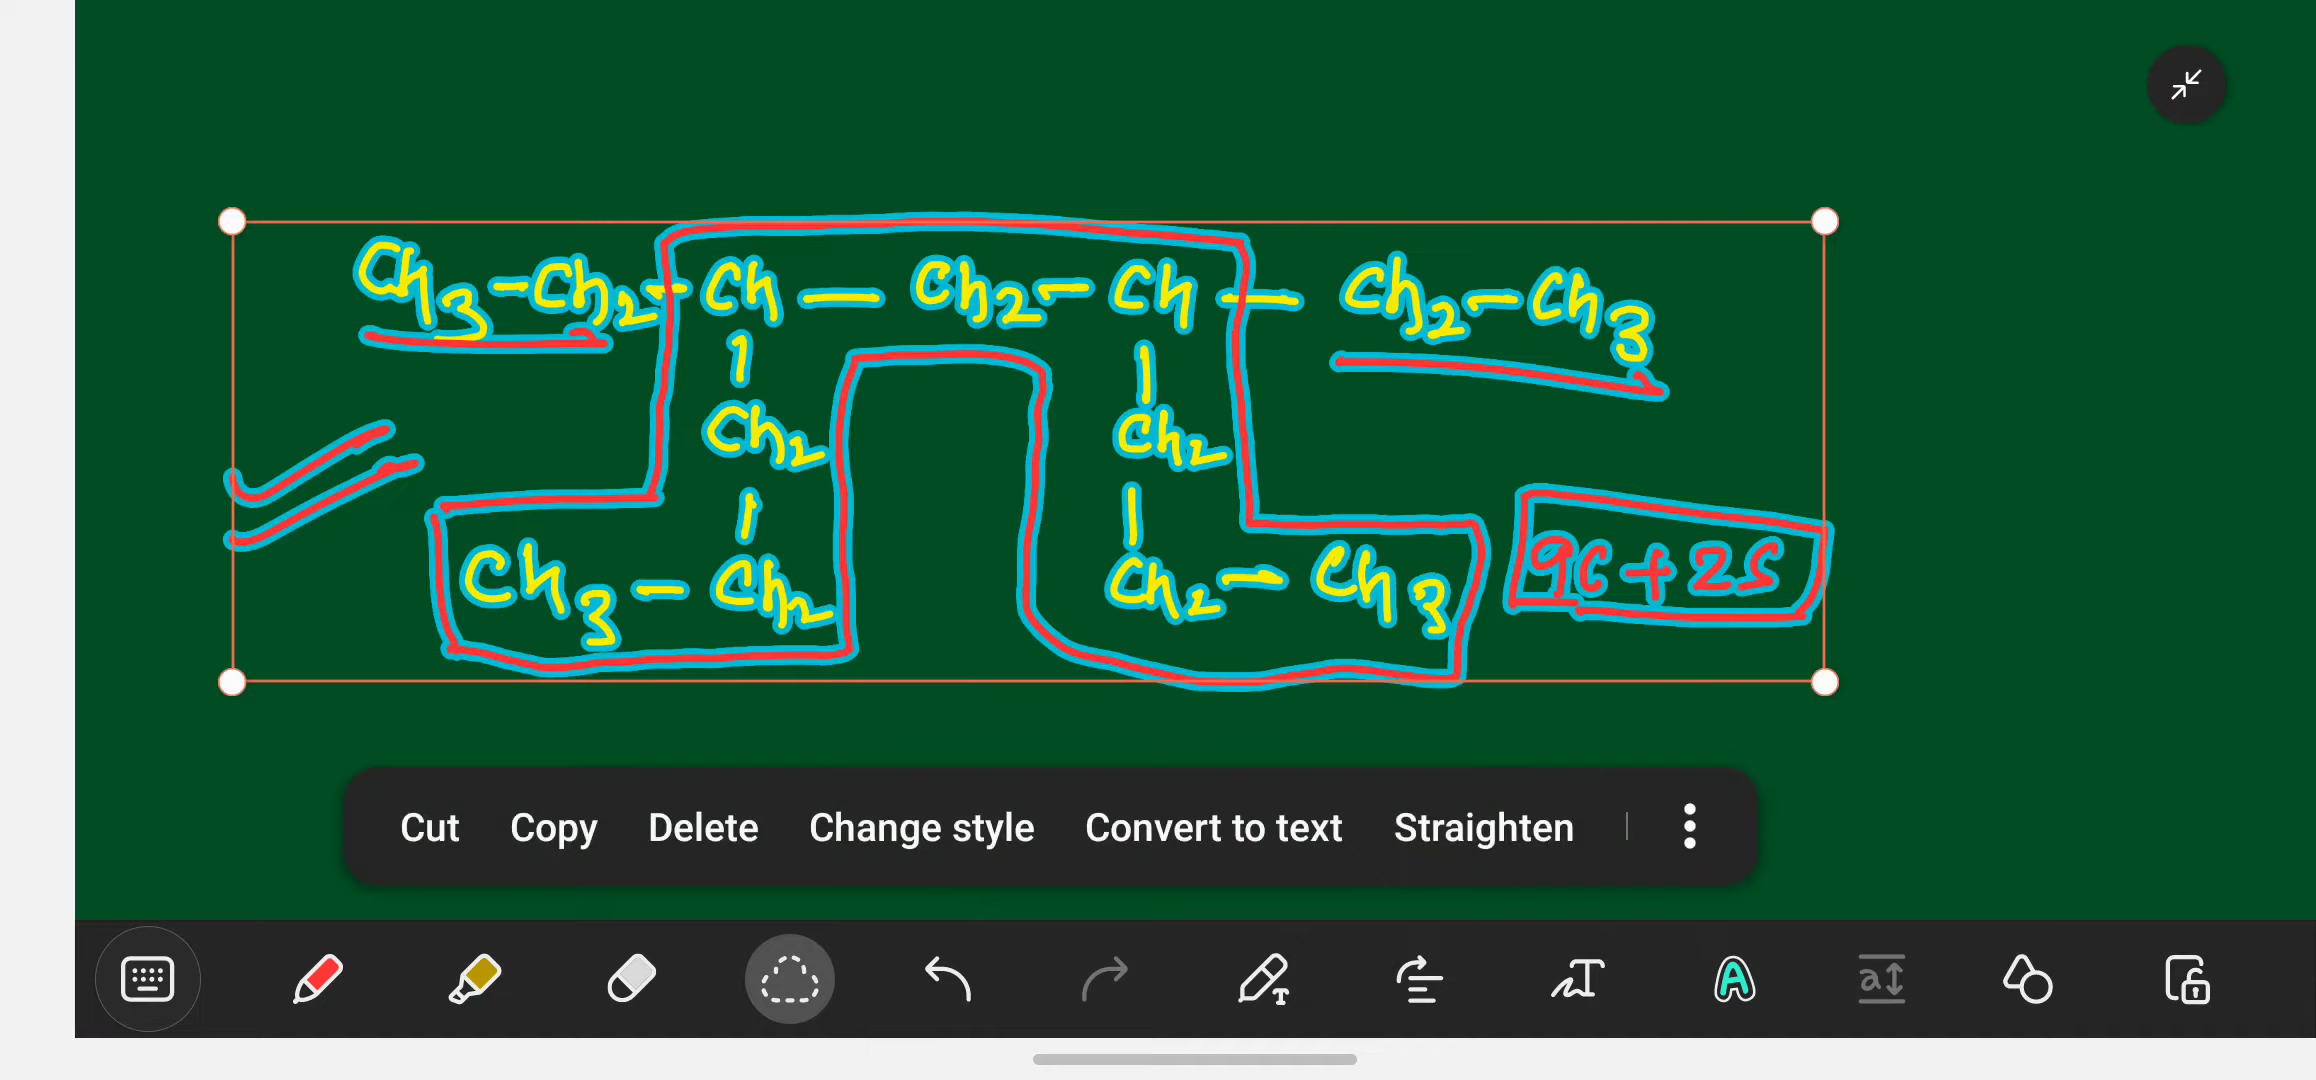 Ch3-Ch2-Ch-Ch2-Ch-Ch2-Ch3
Ch2 Ch2
Ch3-Ch2 Ch2-Ch3
9C+2S
Cut Copy Delete Change style Convert to text Straighten